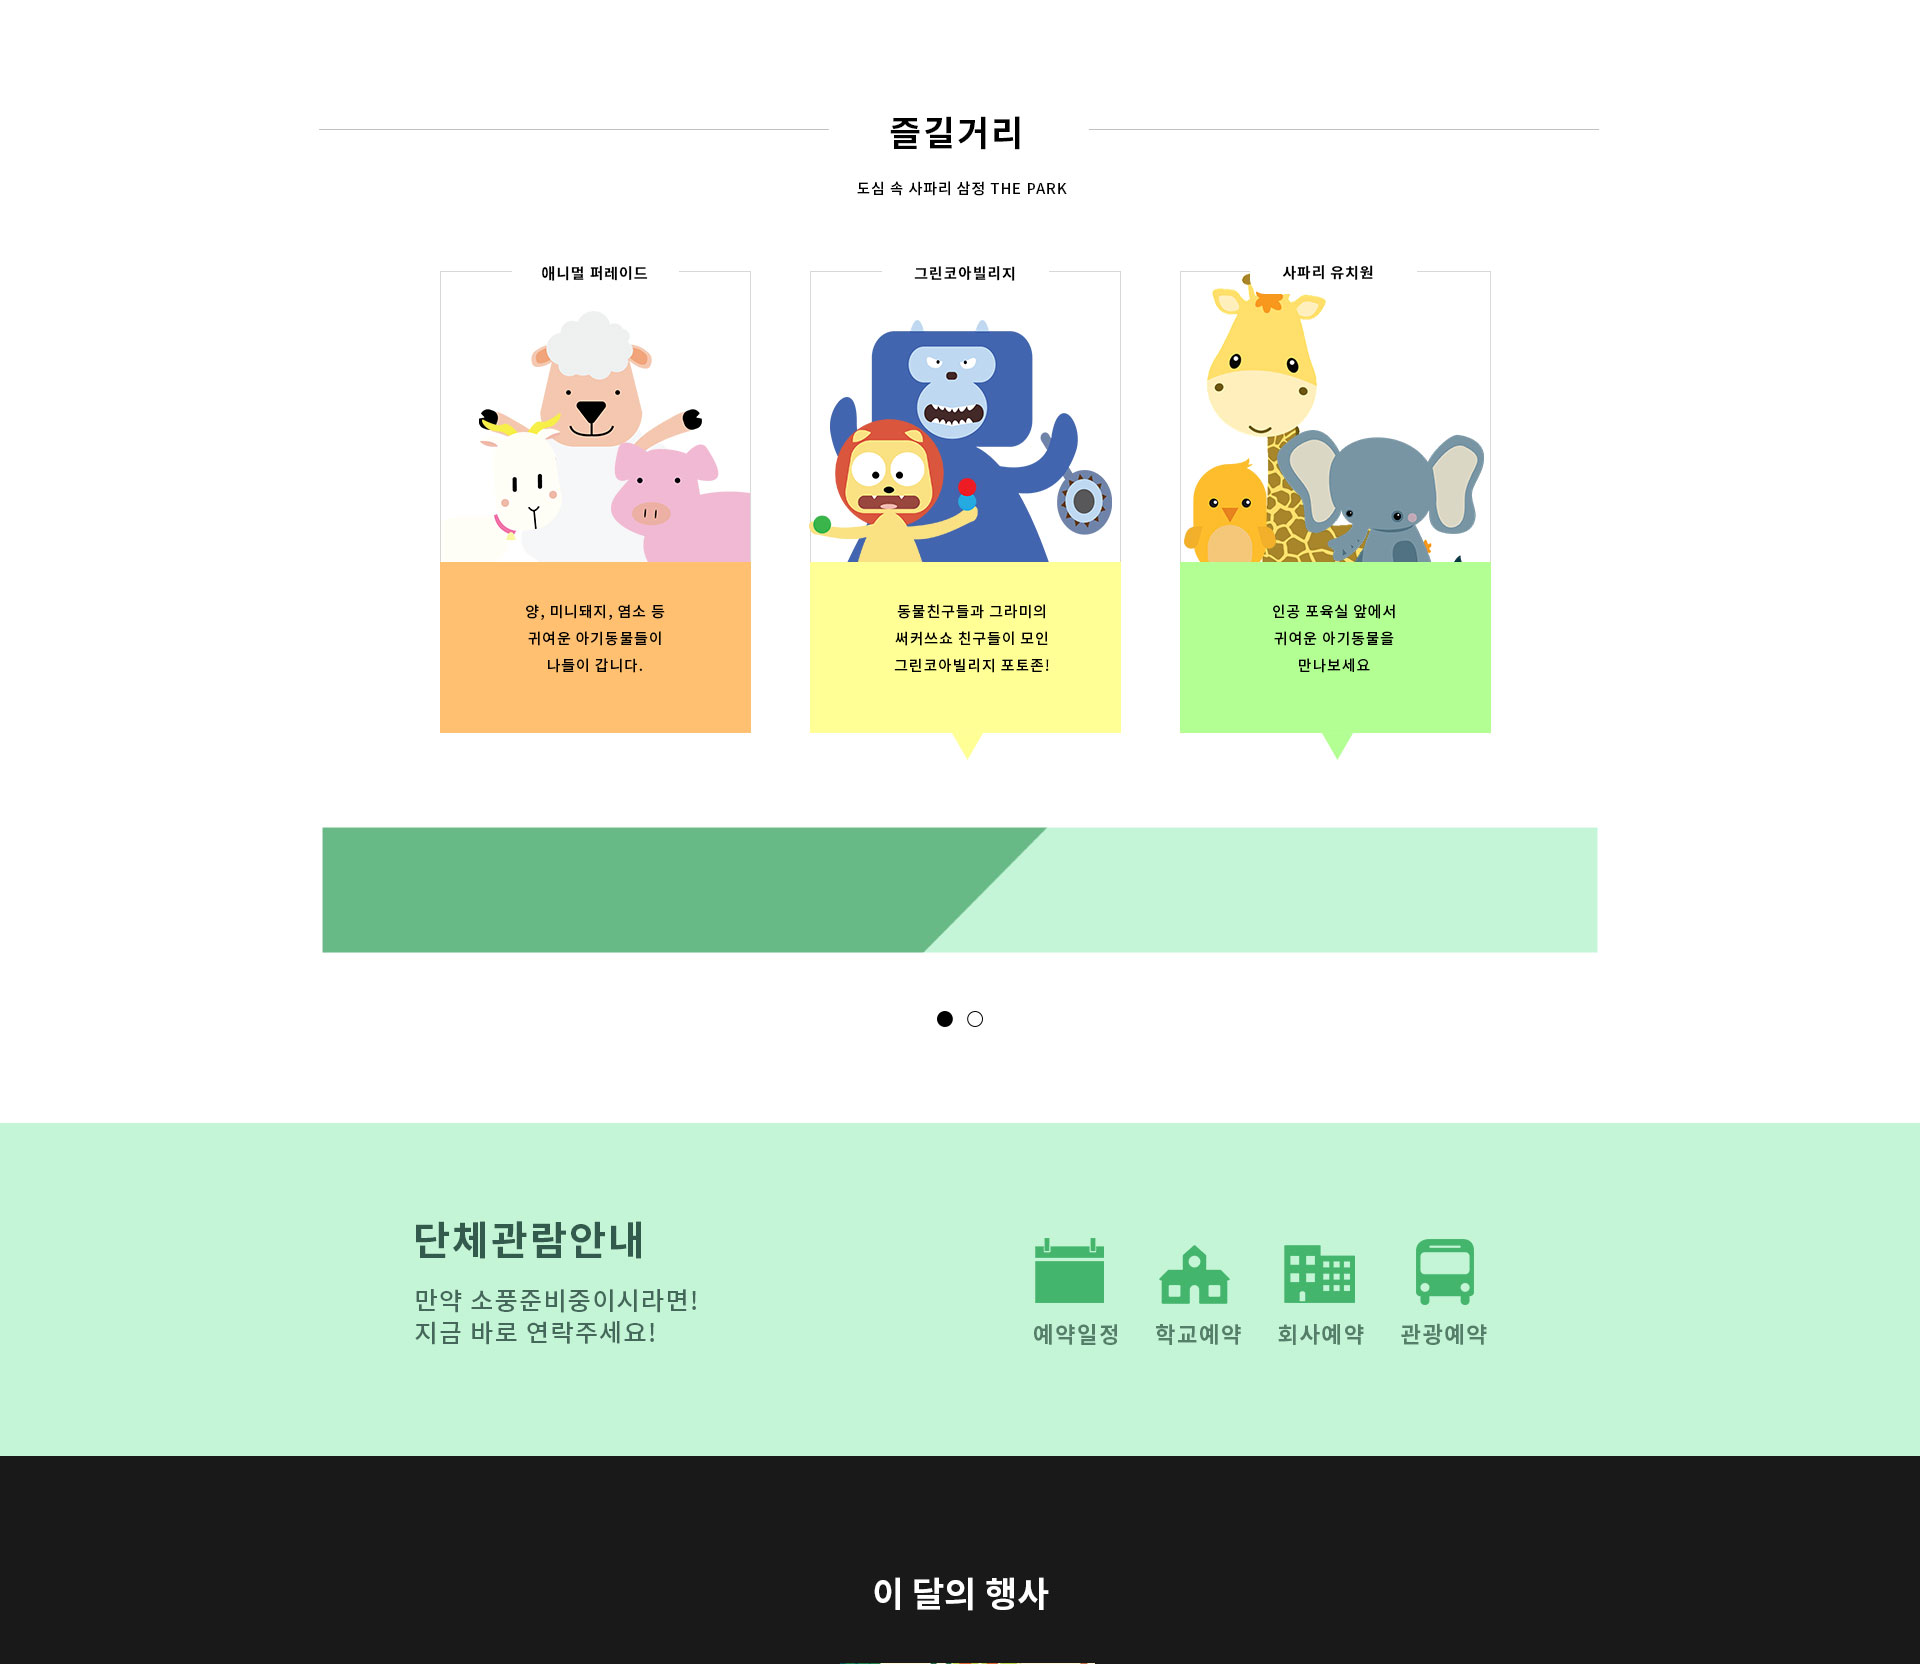 즐길거리
도심 속 사파리 삼정 THE PARK
애니멀 퍼레이드
양, 미니돼지, 염소 등
귀여운 아기동물들이
나들이 갑니다.
그린코아빌리지
동물친구들과 그라미의
써커쓰쇼 친구들이 모인
그린코아빌리지 포토존!
사파리 유치원
인공 포육실 앞에서
귀여운 아기동물을
만나보세요
단체관람안내
만약 소풍준비중이시라면!
지금 바로 연락주세요!
예약일정
학교예약
회사예약
관광예약
이 달의 행사